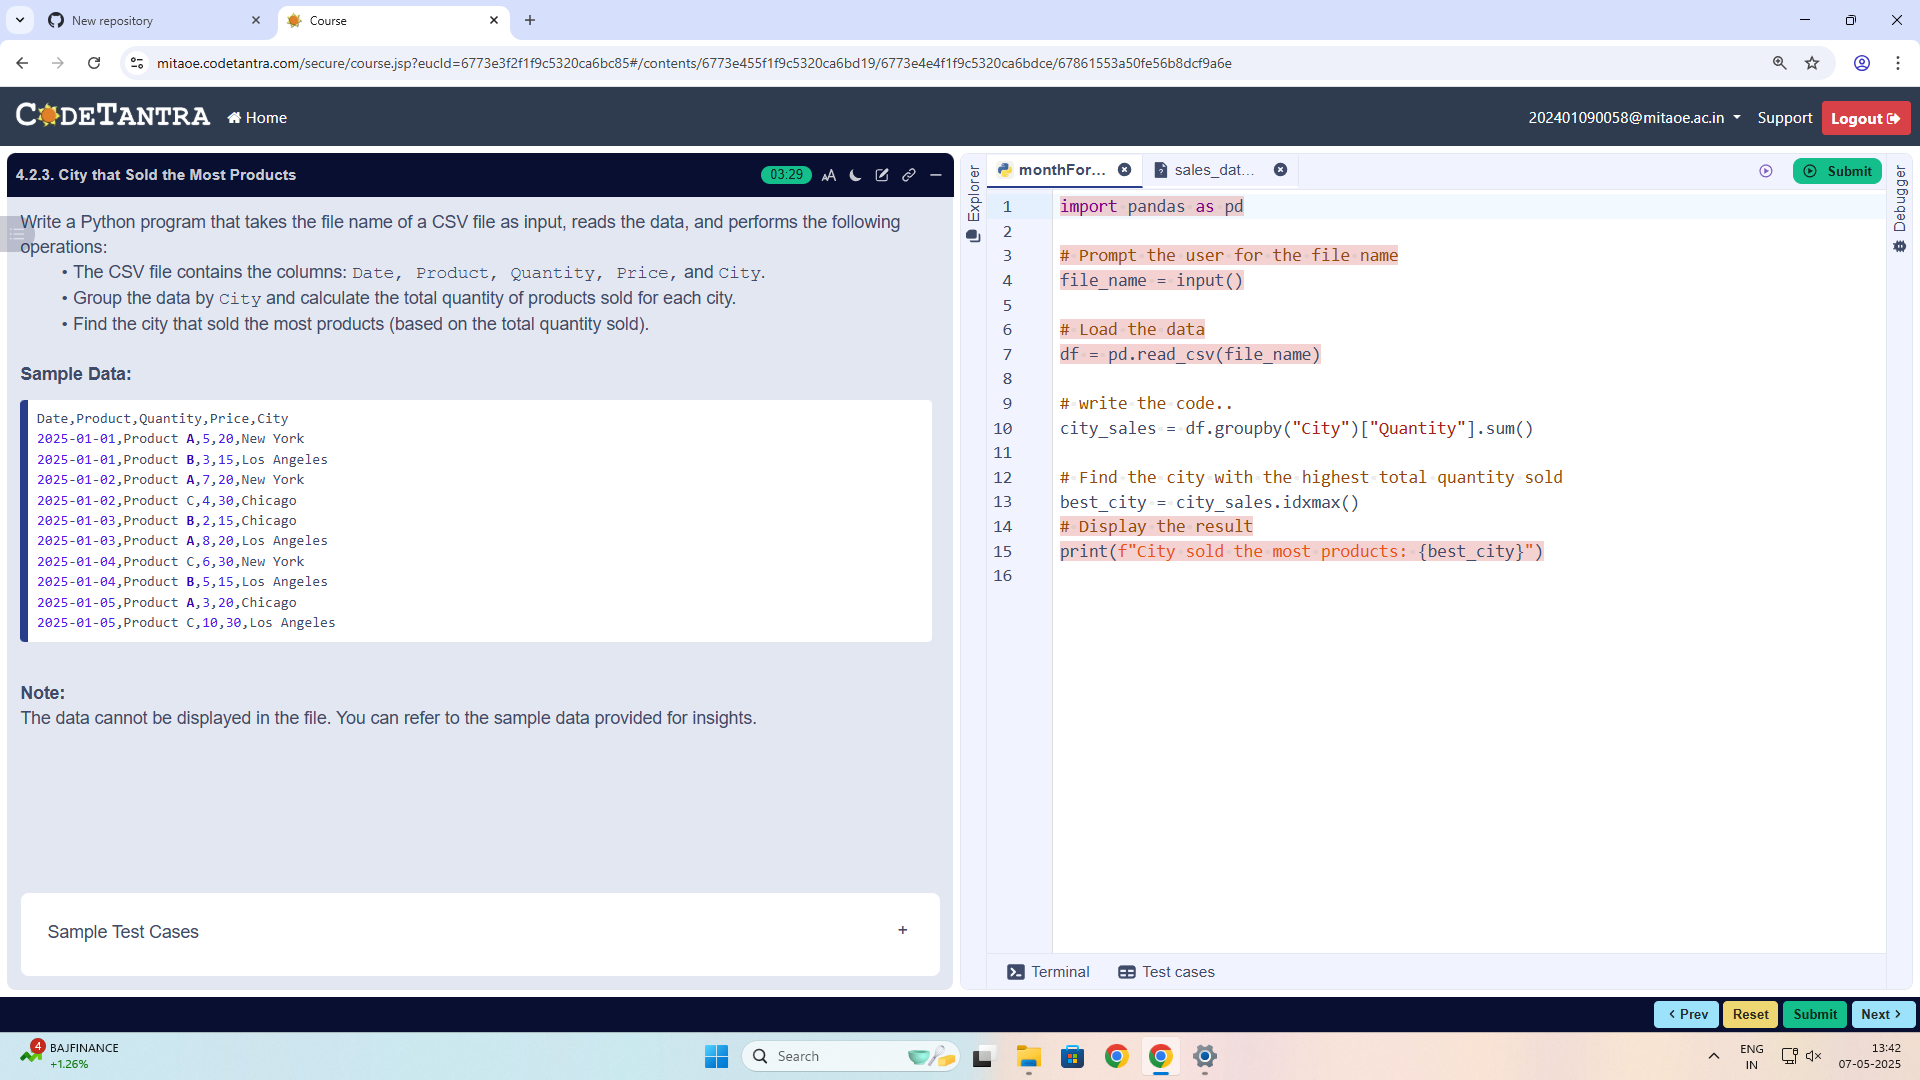 New repository
Course
mitaoe.codetantra.com/secure/course.jsp?eucId=6773e3f2f1f9c5320ca6bc85#/contents/6773e455f1f9c5320ca6bd19/6773e4e4f1f9c5320ca6bdce/67861553a50fe56b8dcf9a6e
CODETANTRA
Home
202401090058@mitaoe.ac.in
Support
Logout
4.2.3. City that Sold the Most Products
03:29
AA
Write a Python program that takes the file name of a CSV file as input, reads the data, and performs the following
operations:
• The CSV file contains the columns: Date, Product, Quantity, Price, and City.
• Group the data by City and calculate the total quantity of products sold for each city.
• Find the city that sold the most products (based on the total quantity sold).
Sample Data:
Date,Product,Quantity,Price,City
2025-01-01,Product A,5,20,New York
2025-01-01,Product B,3,15,Los Angeles
2025-01-02,Product A,7,20,New York
2025-01-02,Product C,4,30,Chicago
2025-01-03,Product B,2,15,Chicago
2025-01-03,Product A,8,20,Los Angeles
2025-01-04,Product C,6,30,New York
2025-01-04,Product B,5,15,Los Angeles
2025-01-05,Product A,3,20,Chicago
2025-01-05,Product C,10,30,Los Angeles
Note:
The data cannot be displayed in the file. You can refer to the sample data provided for insights.
Sample Test Cases
+
Explorer
monthFor...
sales_dat...
Submit
Debugger
1 import pandas as pd
2
3 # Prompt the user for the file name
4 file_name = input()
5
6 # Load the data
7 df = pd.read_csv(file_name)
8
9 # write the code..
10 city_sales = df.groupby("City")["Quantity"].sum()
11
12 # Find the city with the highest total quantity sold
13 best_city = city_sales.idxmax()
14 # Display the result
15 print(f"City sold the most products: {best_city}")
16
Terminal
Test cases
Prev
Reset
Submit
Next
4
BAJFINANCE
+1.26%
Search
ENG
IN
13:42
07-05-2025